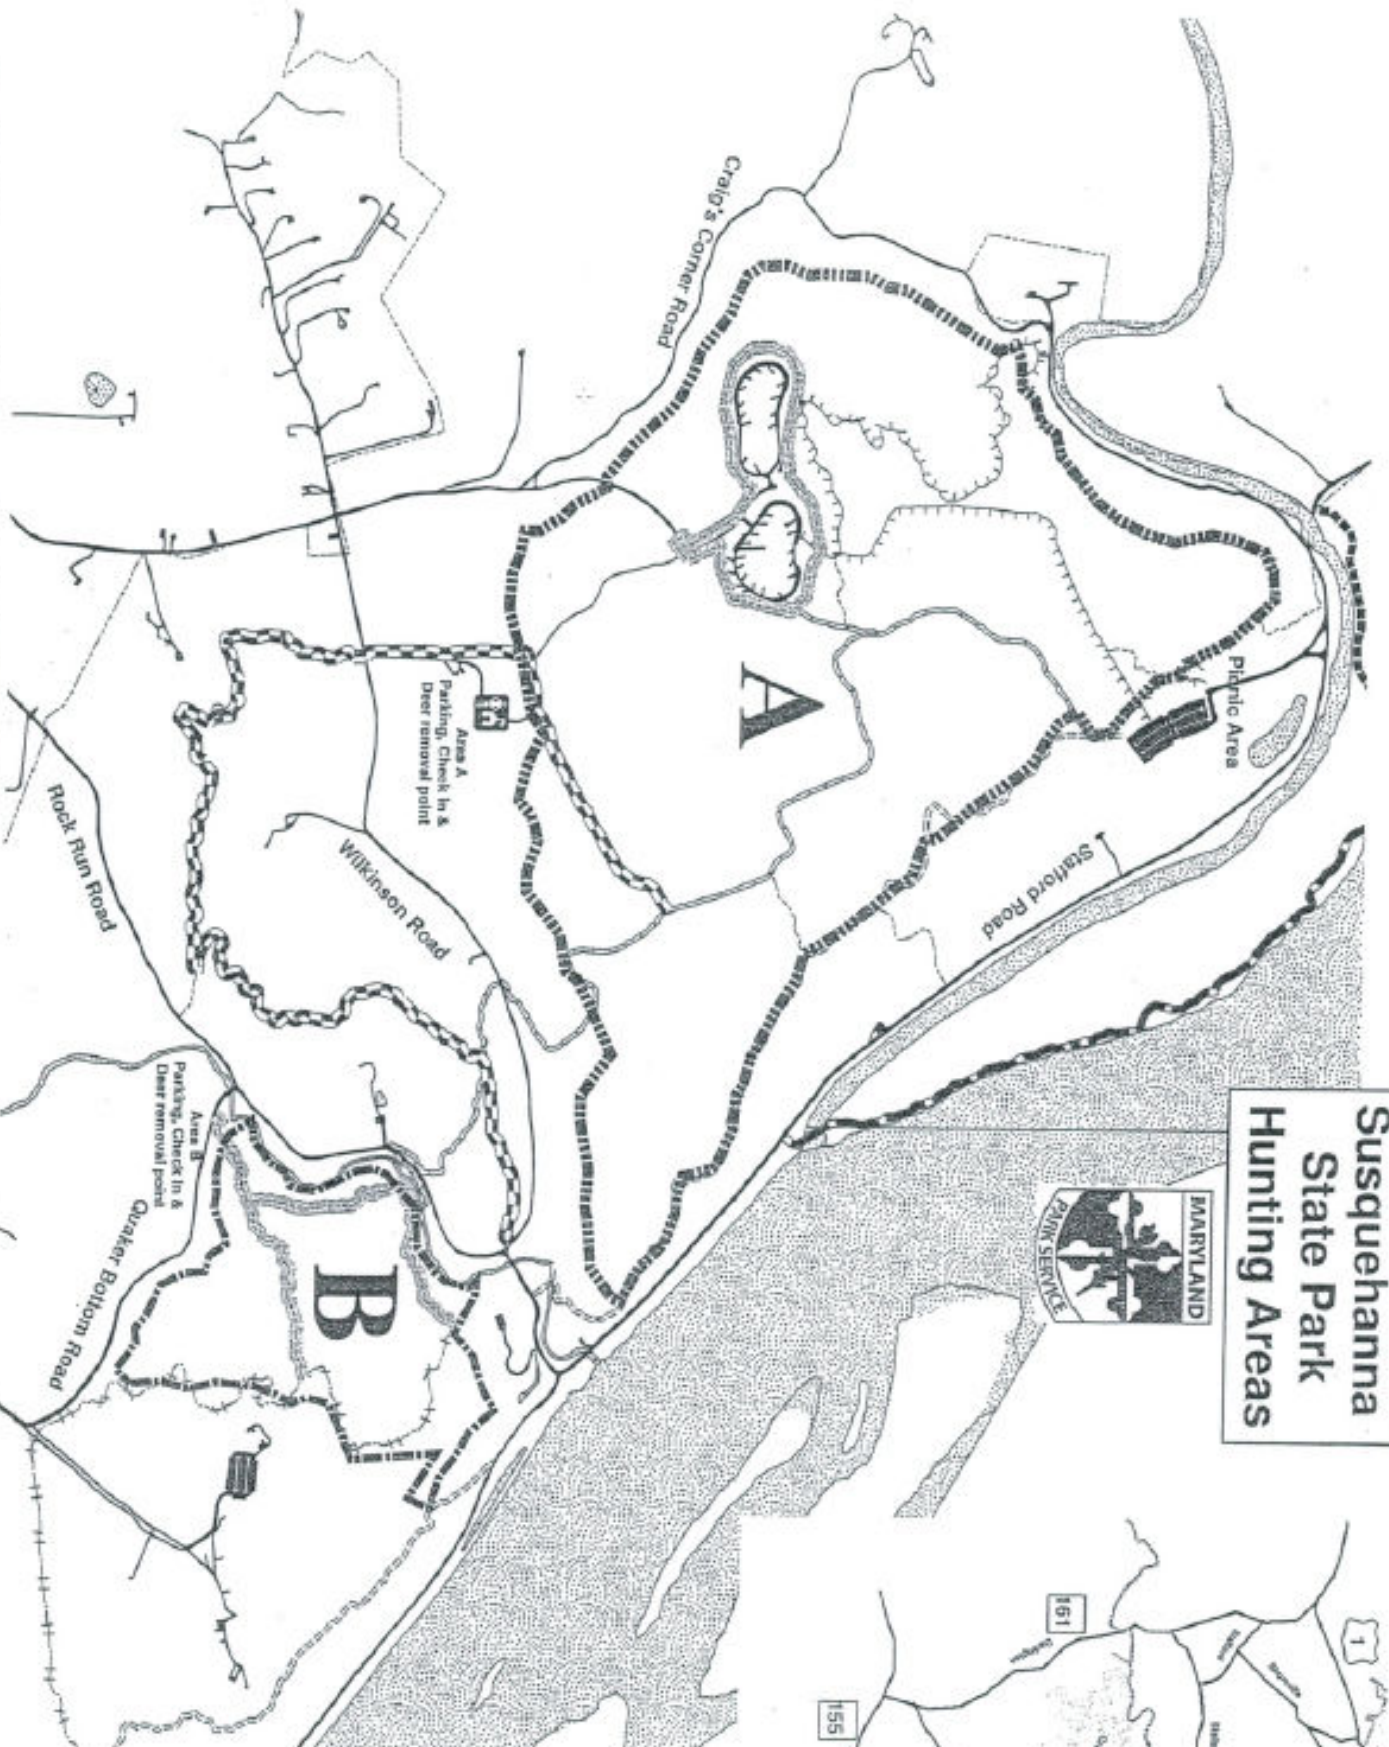 Susquehanna
State Park
Hunting Areas
MARYLAND
PARK SERVICE
Craig's Corner Road
A
Picnic Area
Stafford Road
Area A
Parking, Check In &
Deer removal point
Wilkinson Road
Rock Run Road
Area B
Parking, Check In &
Deer removal point
Quaker Bottom Road
B
1
161
155
Darlington